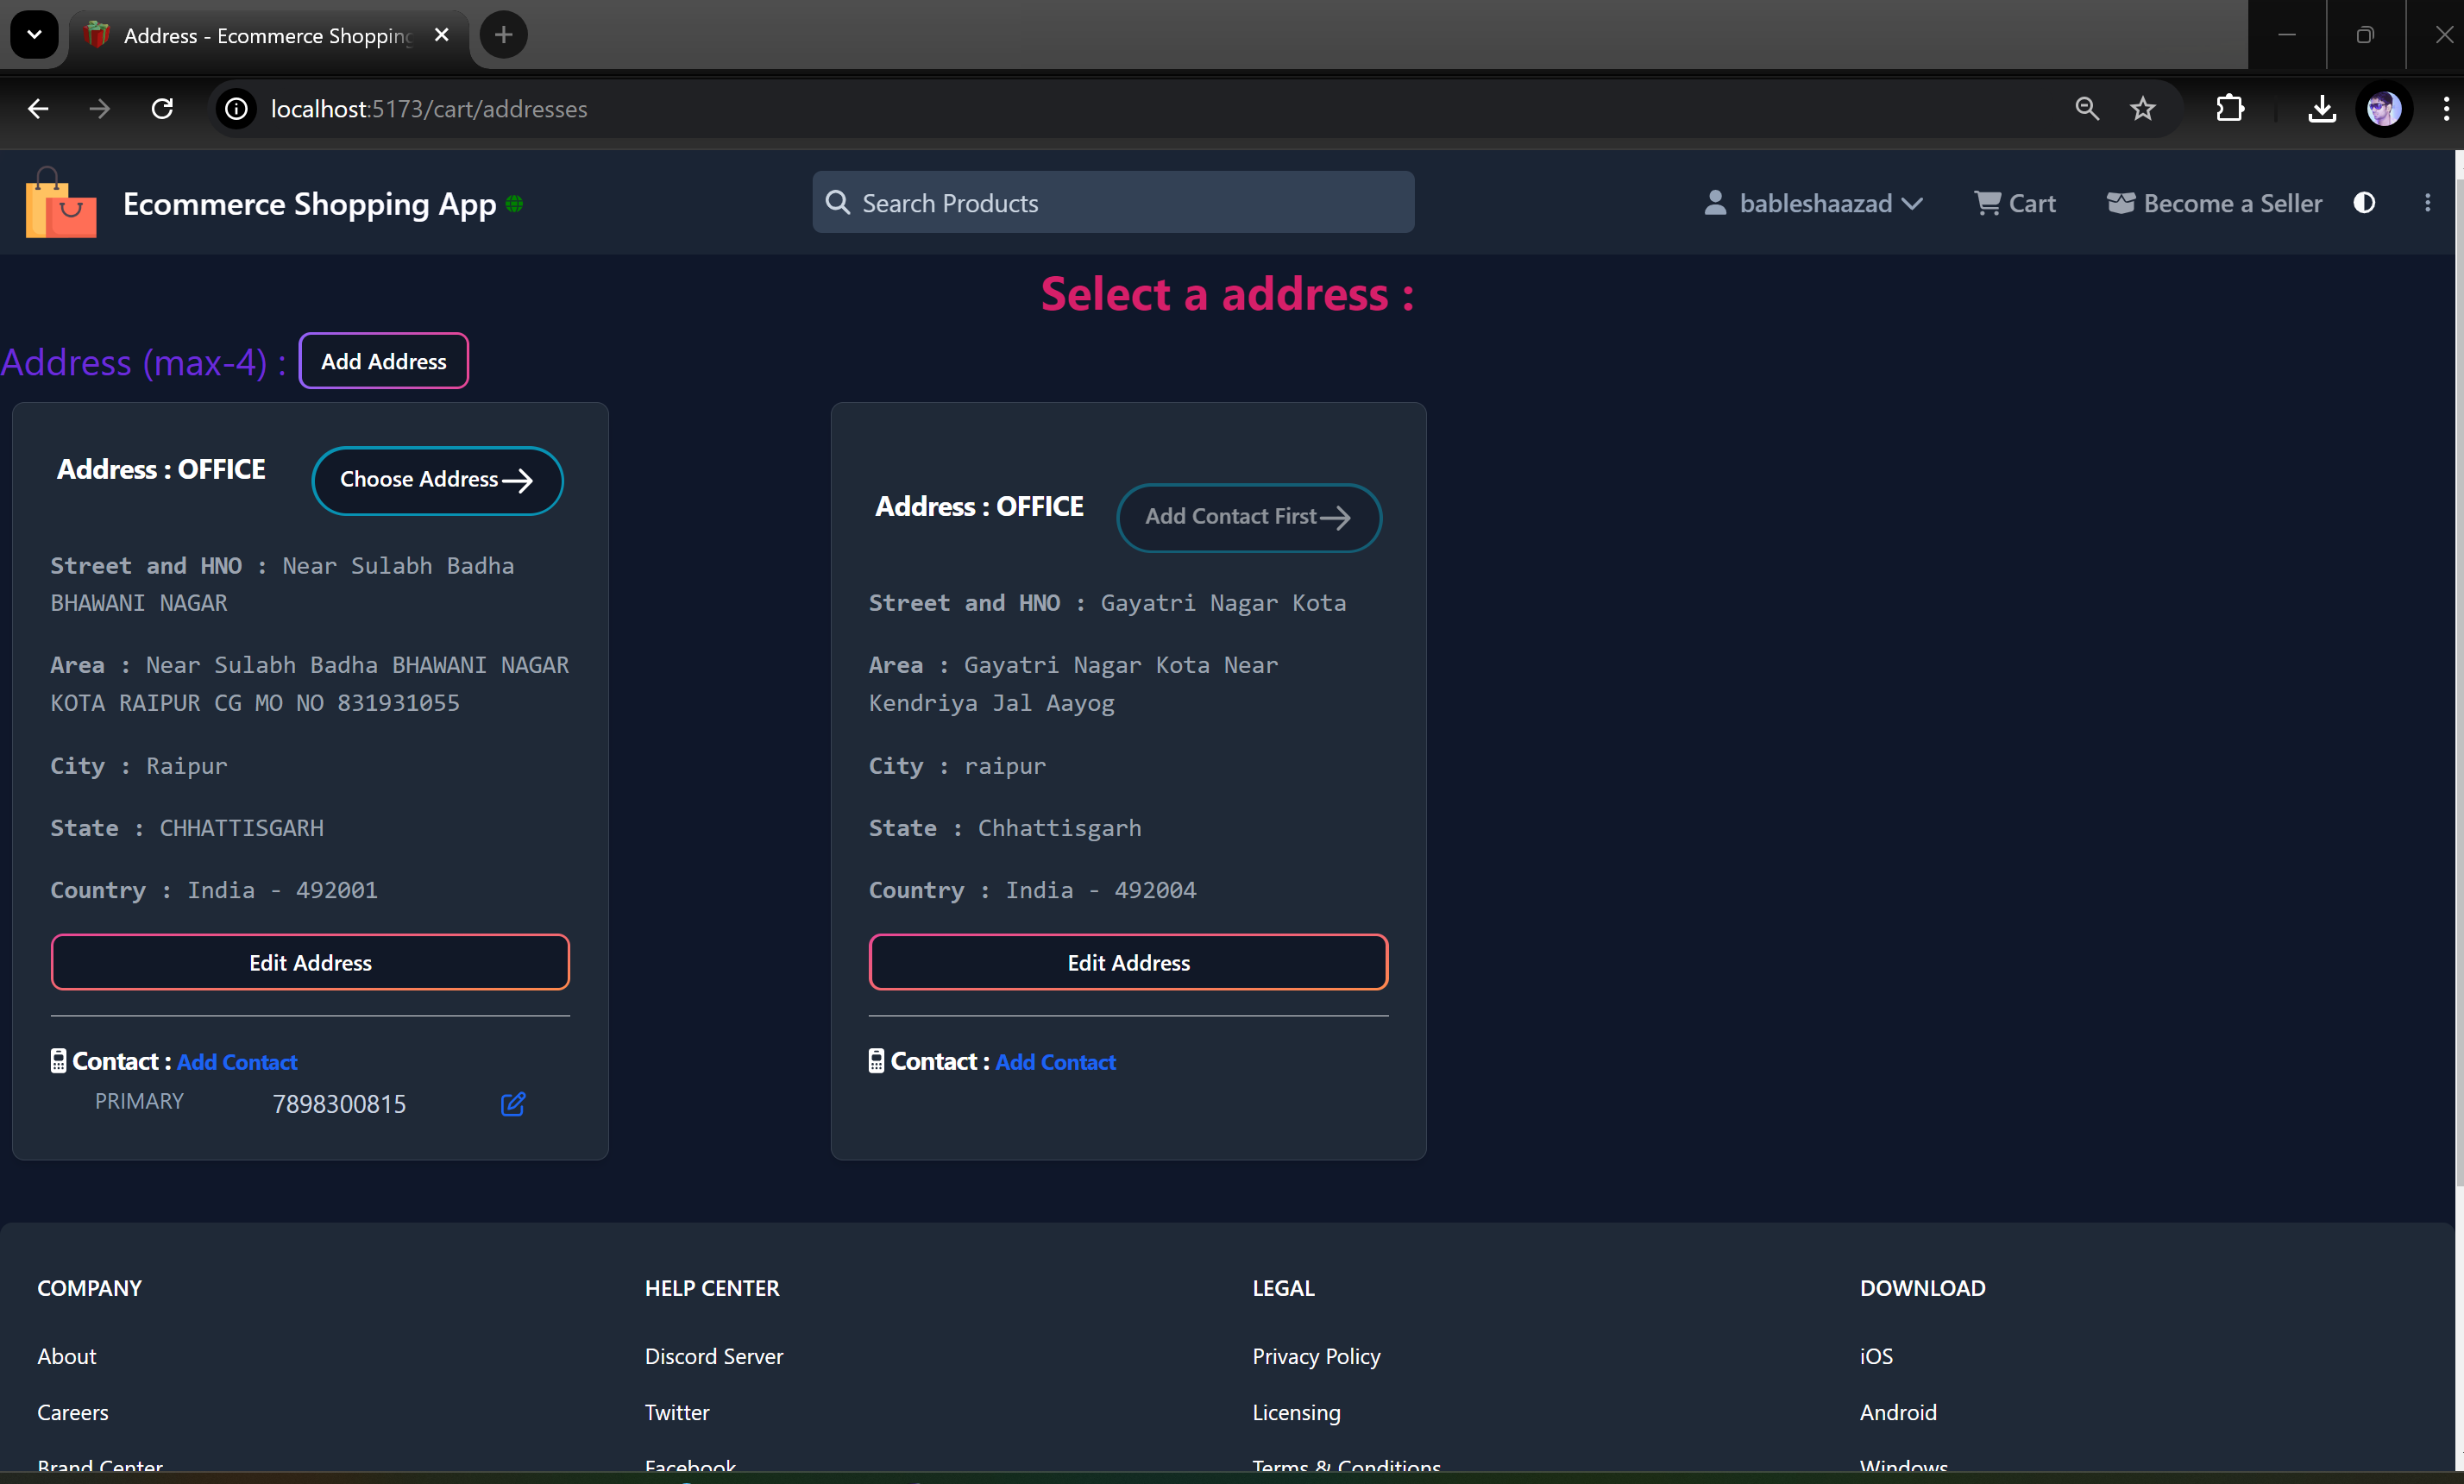 Address - Ecommerce Shopping
localhost:5173/cart/addresses
Ecommerce Shopping App
Search Products
bableshaazad
Cart
Become a Seller
Select a address :
Address (max-4) :
Add Address
Address : OFFICE
Choose Address
Street and HNO : Near Sulabh Badha
BHAWANI NAGAR
Area : Near Sulabh Badha BHAWANI NAGAR
KOTA RAIPUR CG MO NO 831931055
City : Raipur
State : CHHATTISGARH
Country : India - 492001
Edit Address
Contact : Add Contact
PRIMARY
7898300815
Address : OFFICE
Add Contact First
Street and HNO : Gayatri Nagar Kota
Area : Gayatri Nagar Kota Near
Kendriya Jal Aayog
City : raipur
State : Chhattisgarh
Country : India - 492004
Edit Address
Contact : Add Contact
COMPANY
About
Careers
Brand Center
HELP CENTER
Discord Server
Twitter
Facebook
LEGAL
Privacy Policy
Licensing
Terms & Conditions
DOWNLOAD
iOS
Android
Windows